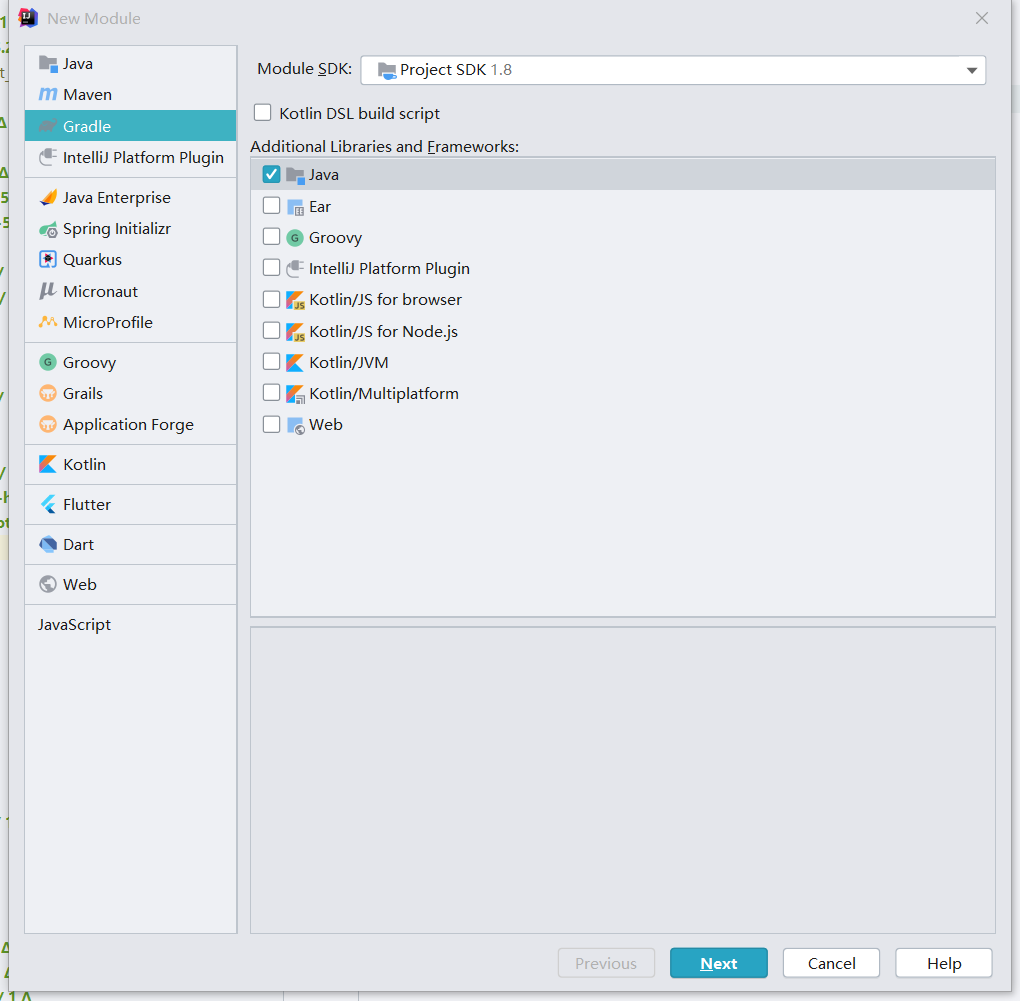 New Module
Java
Maven
Gradle
IntelliJ Platform Plugin
Java Enterprise
Spring Initializr
Quarkus
Micronaut
MicroProfile
Groovy
Grails
Application Forge
Kotlin
Flutter
Dart
Web
JavaScript
Module SDK: Project SDK 1.8
Kotlin DSL build script
Additional Libraries and Frameworks:
Java
Ear
Groovy
IntelliJ Platform Plugin
Kotlin/JS for browser
Kotlin/JS for Node.js
Kotlin/JVM
Kotlin/Multiplatform
Web
Previous
Next
Cancel
Help